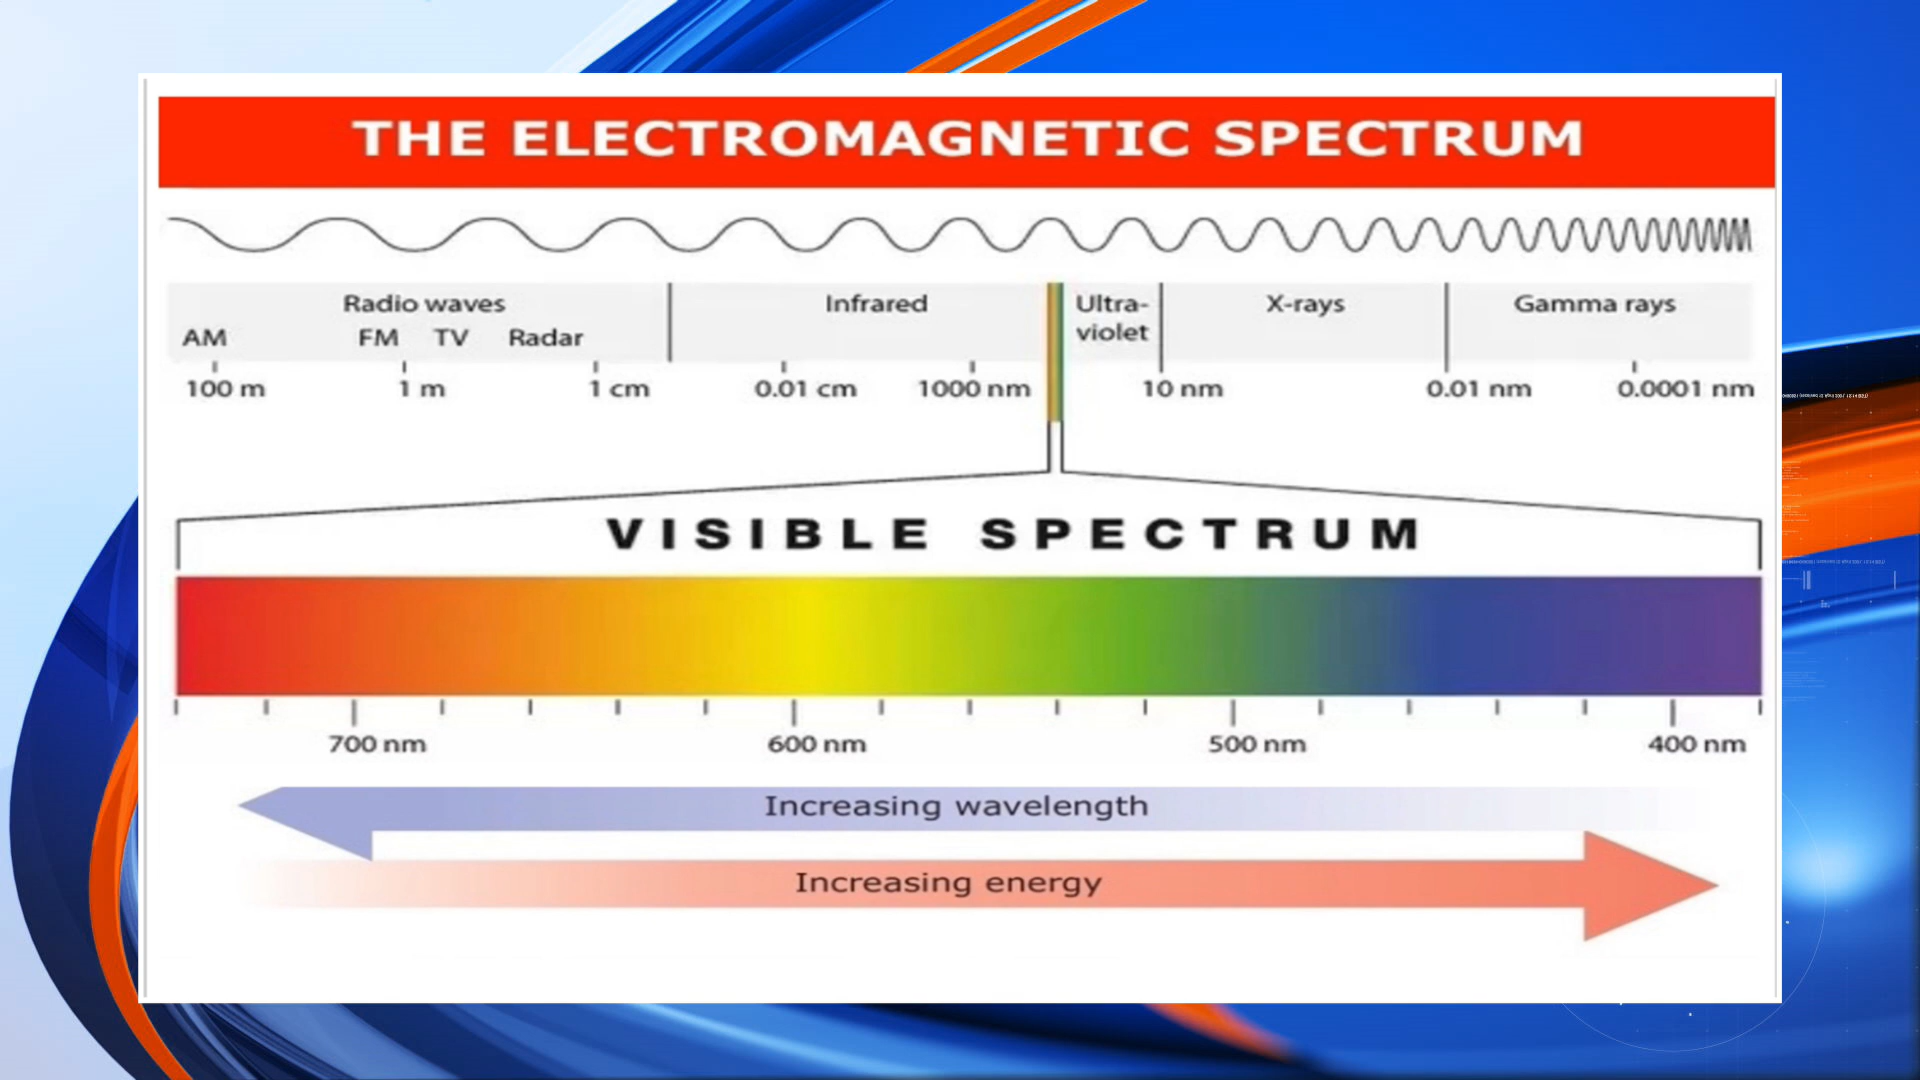 THE ELECTROMAGNETIC SPECTRUM
Radio waves Infrared Ultra- X-rays Gamma rays
AM FM TV Radar violet
100 m 1 m 1 cm 0.01 cm 1000 nm 10 nm 0.01 nm 0.0001 nm
VISIBLE SPECTRUM
700 nm 600 nm 500 nm 400 nm
Increasing wavelength
Increasing energy